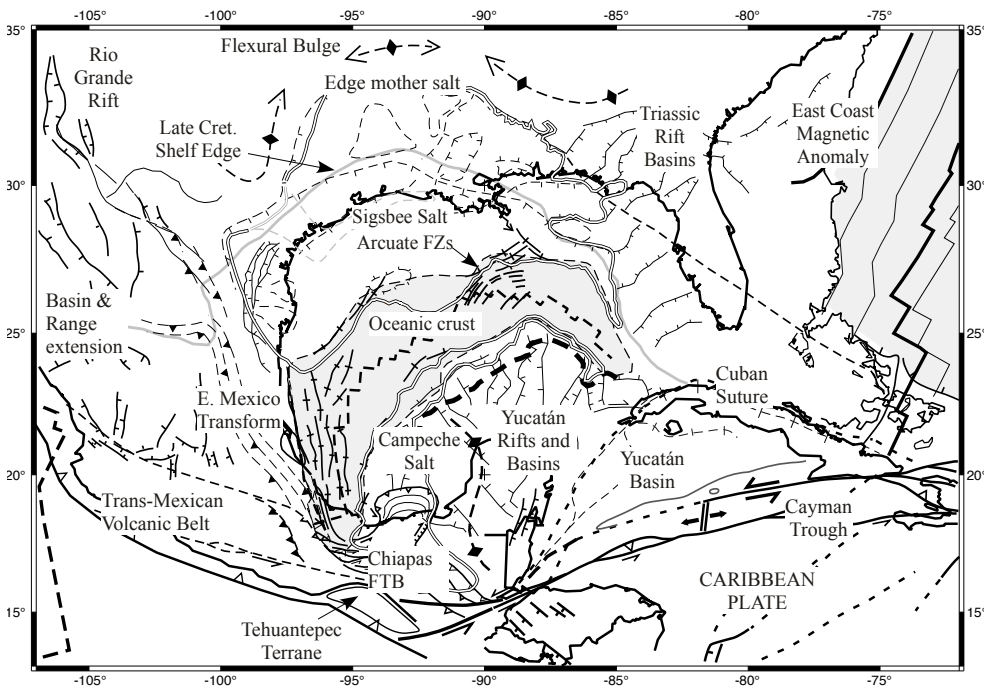 -105°
-100°
-95°
-90°
-85°
-80°
-75°
35°
35°
Flexural Bulge
Rio
Grande
Rift
Edge mother salt
Late Cret.
Shelf Edge
Triassic
Rift
Basins
East Coast
Magnetic
Anomaly
30°
30°
Sigsbee Salt
Arcuate FZs
Basin &
Range
extension
Oceanic crust
25°
25°
E. Mexico
Transform
Cuban
Suture
Campeche
Salt
Yucatán
Rifts and
Basins
Yucatán
Basin
20°
20°
Trans-Mexican
Volcanic Belt
Cayman
Trough
Chiapas
FTB
CARIBBEAN
PLATE
15°
15°
Tehuantepec
Terrane
-105°
-100°
-95°
-90°
-85°
-80°
-75°